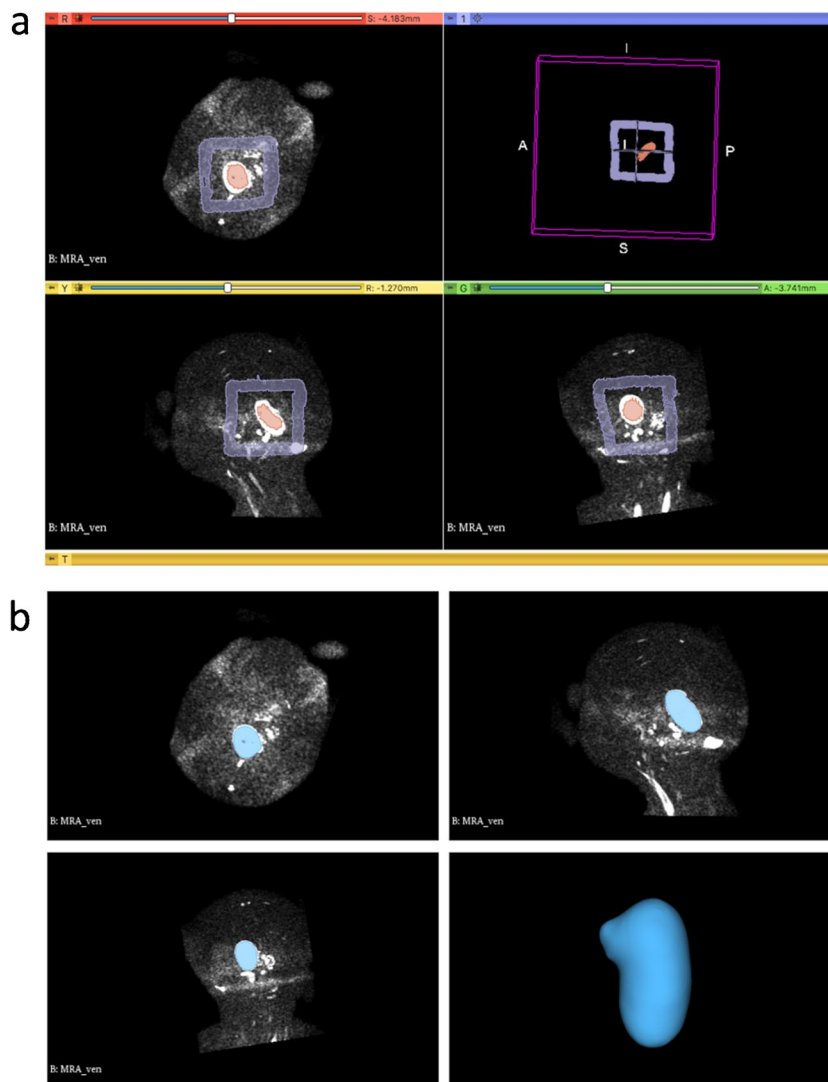 a
R S: -4.183mm
1
I
A
P
S
B: MRA_ven
Y R: -1.270mm
G A: -3.741mm
B: MRA_ven
B: MRA_ven
T
b
B: MRA_ven
B: MRA_ven
B: MRA_ven